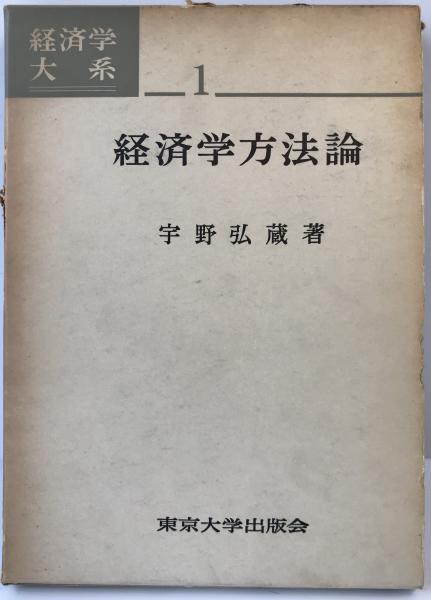 経済学
大系
1
経済学方法論
宇野弘蔵著
東京大学出版会